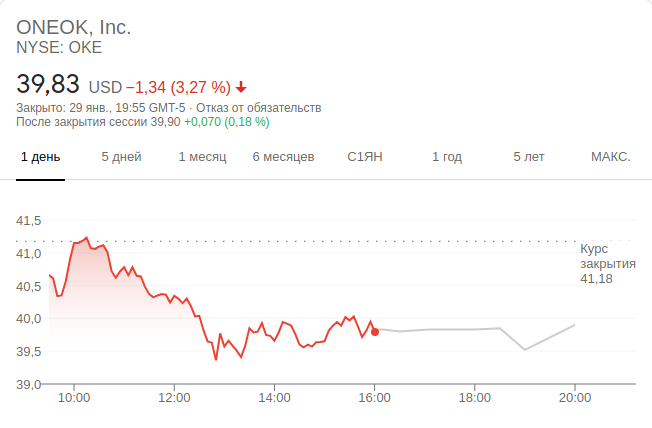 ONEOK, Inc.
NYSE: OKE
39,83 USD −1,34 (3,27 %)
Закрыто: 29 янв., 19:55 GMT-5 · Отказ от обязательств
После закрытия сессии 39,90 +0,070 (0,18 %)
1 день 5 дней 1 месяц 6 месяцев С1ЯН 1 год 5 лет МАКС.
41,5
41,0
40,5
40,0
39,5
39,0
Курс
закрытия
41,18
10:00 12:00 14:00 16:00 18:00 20:00